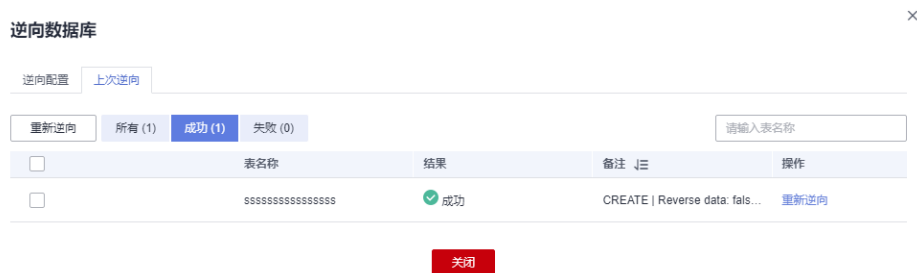 逆向数据库
逆向配置 上次逆向
重新逆向 所有 (1) 成功 (1) 失败 (0) 请输入表名称
表名称 结果 备注 操作
ssssssssssssssss 成功 CREATE | Reverse data: fals... 重新逆向
关闭